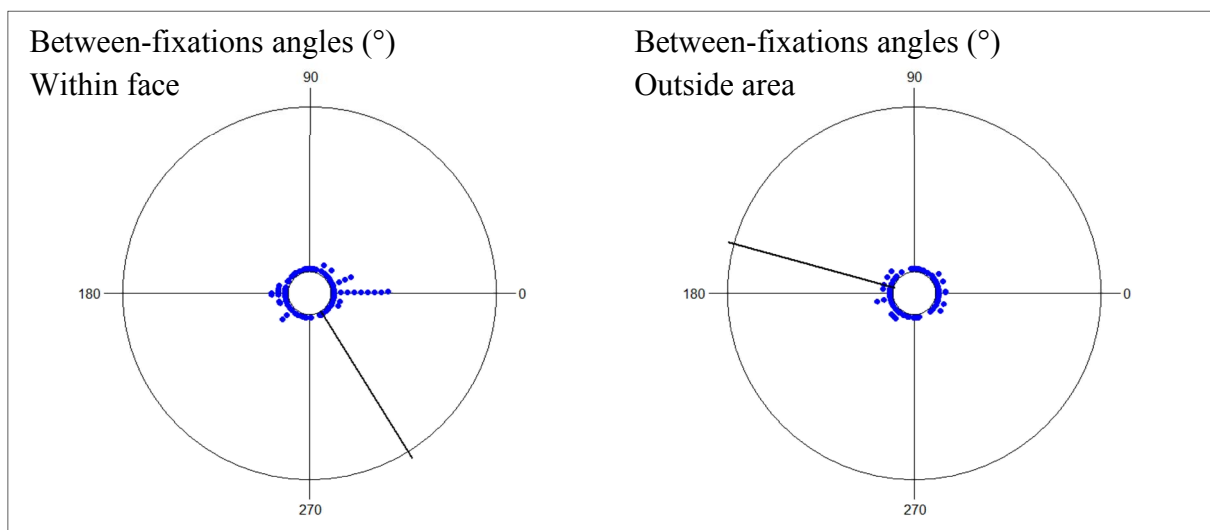 Between-fixations angles (°)
Within face
90
180
0
270
Between-fixations angles (°)
Outside area
90
180
0
270